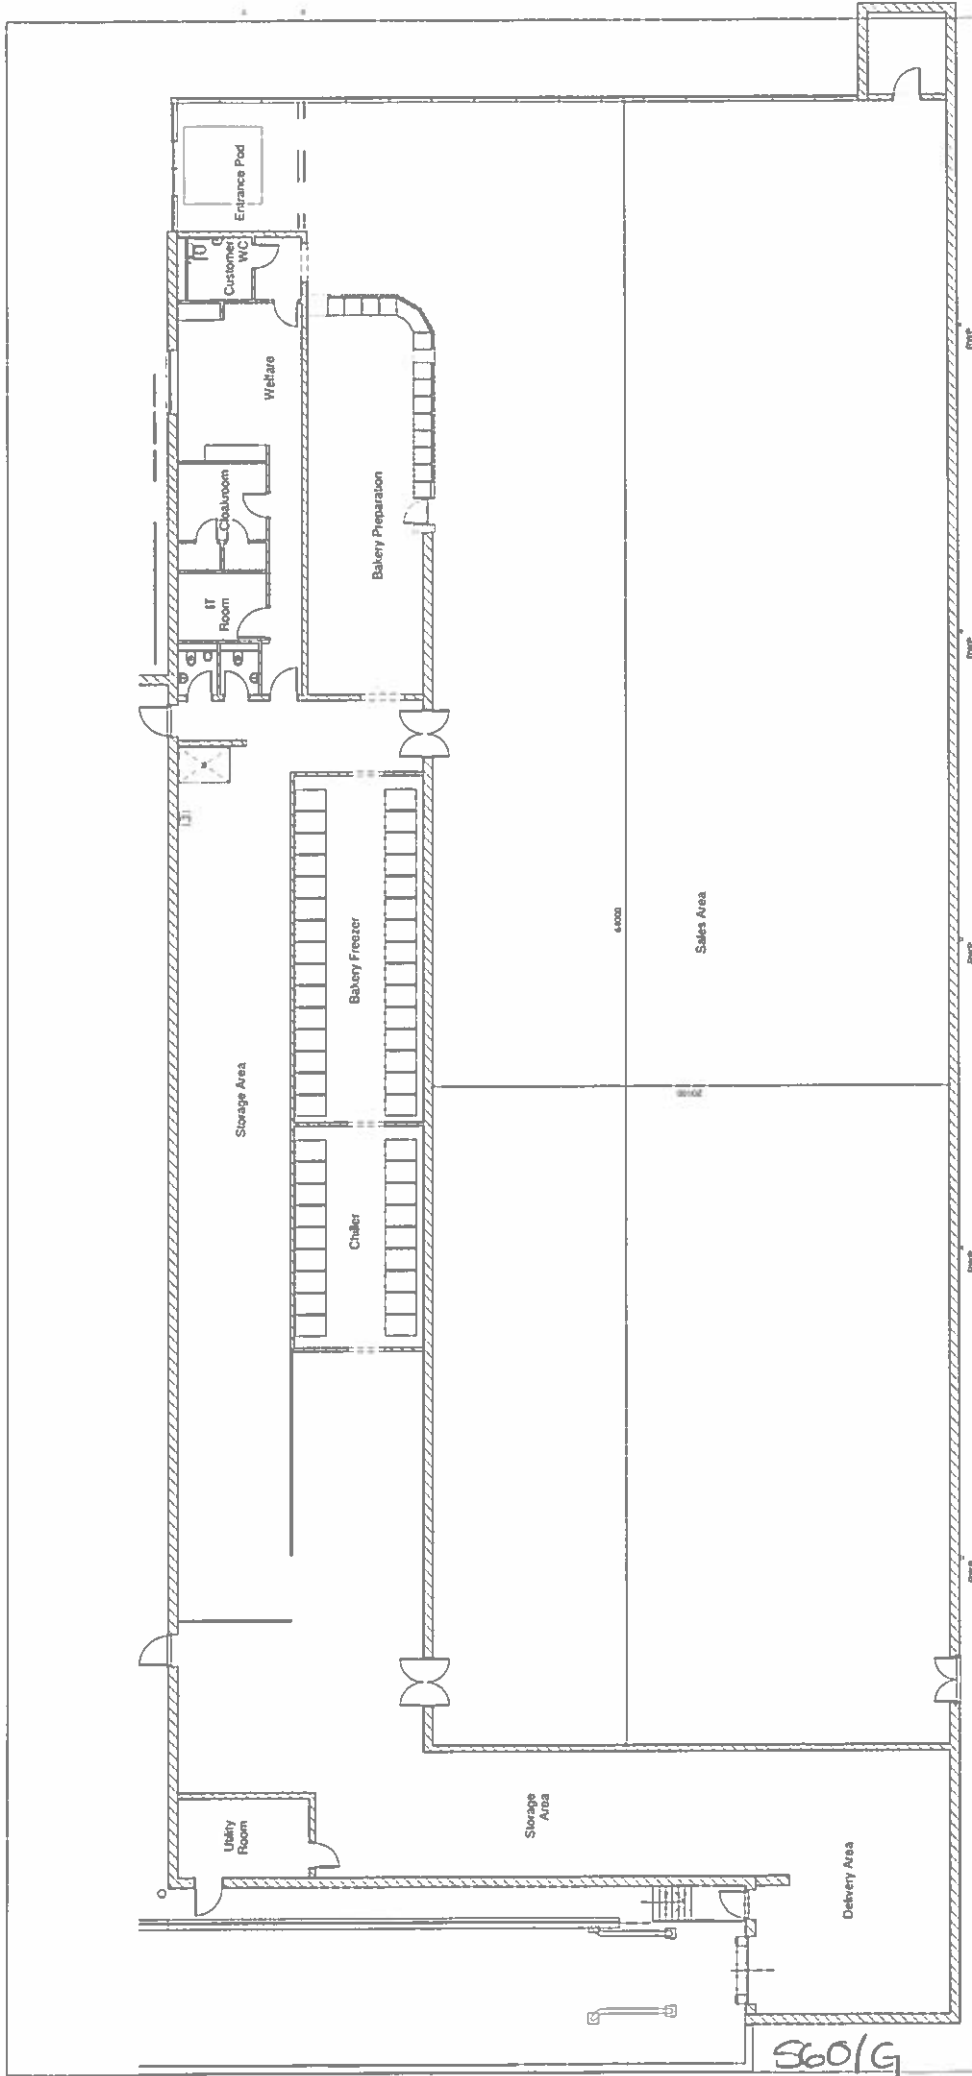 Entrance Pod
Customer
WC
Welfare
Cloakroom
IT
Room
Bakery Preparation
Storage Area
Bakery Freezer
Chiller
64000
Sales Area
Utility
Room
Storage
Area
Delivery Area
S60/G